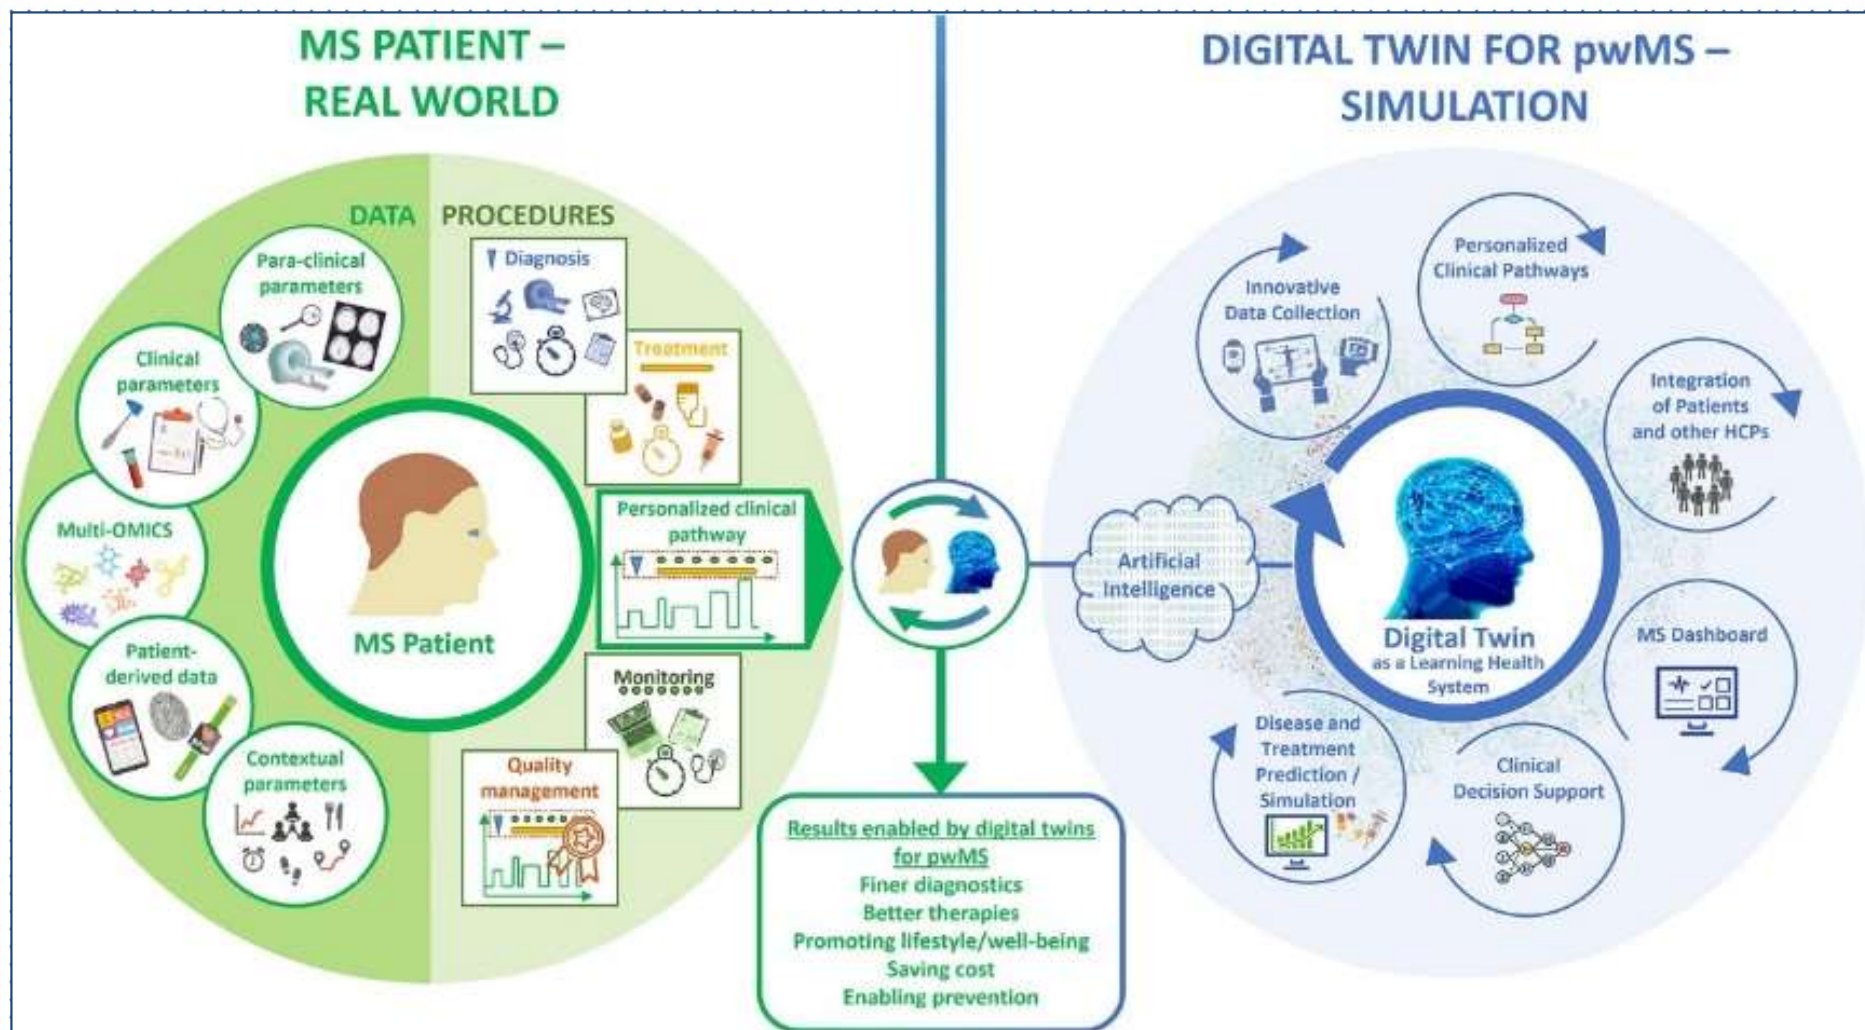 MS PATIENT –
REAL WORLD
DIGITAL TWIN FOR pwMS –
SIMULATION
DATA
PROCEDURES
Para-clinical
parameters
Clinical
parameters
Multi-OMICS
Patient-
derived data
Contextual
parameters
MS Patient
Diagnosis
Treatment
Personalized clinical
pathway
Monitoring
Quality
management
Results enabled by digital twins
for pwMS
Finer diagnostics
Better therapies
Promoting lifestyle/well-being
Saving cost
Enabling prevention
Artificial
Intelligence
Innovative
Data Collection
Personalized
Clinical Pathways
Integration
of Patients
and other HCPs
MS Dashboard
Clinical
Decision Support
Disease and
Treatment
Prediction /
Simulation
Digital Twin
as a Learning Health
System